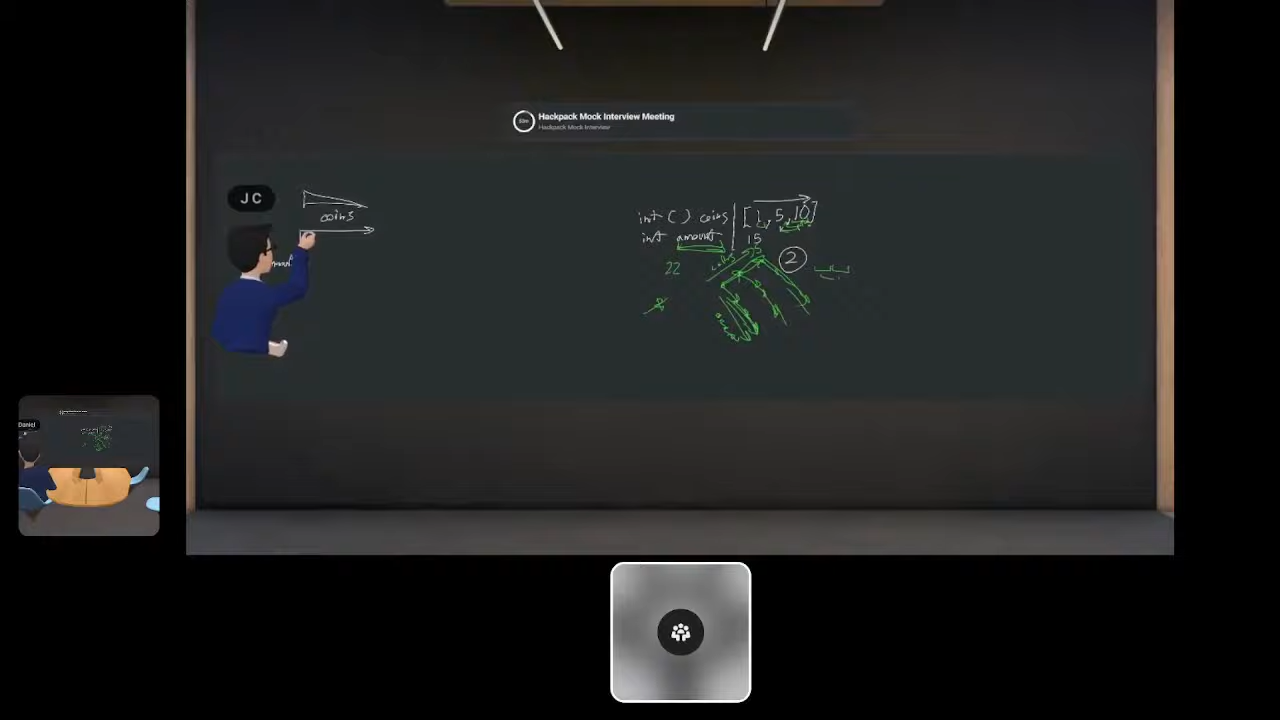 Hackpack Mock Interview Meeting
Hackpack Mock Interview
JC
coins
int [] coins [1, 5, 10]
int amount 15
22
2
Daniel